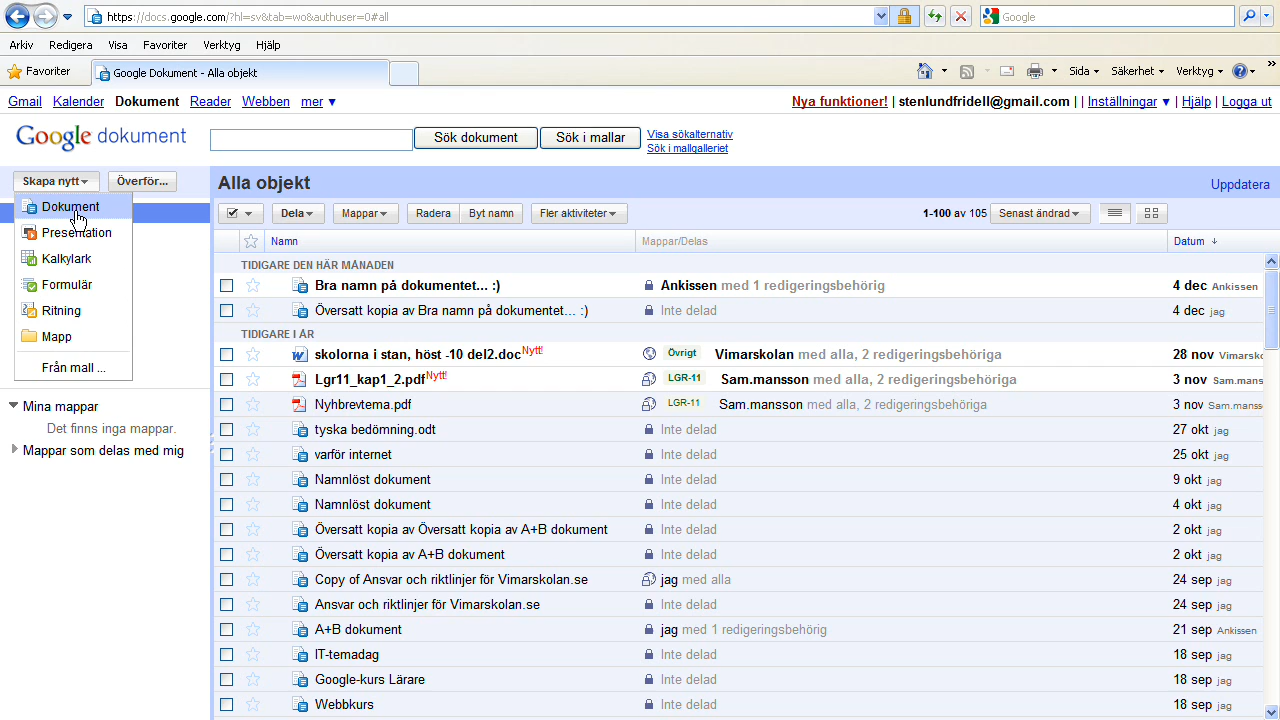 https://docs.google.com/?hl=sv&tab=wo&authuser=0#all
Google
Arkiv Redigera Visa Favoriter Verktyg Hjälp
Favoriter Google Dokument - Alla objekt Sida Säkerhet Verktyg
Gmail Kalender Dokument Reader Webben mer ▼ Nya funktioner! | stenlundfridell@gmail.com | | Inställningar ▼ | Hjälp | Logga ut
Google dokument Sök dokument Sök i mallar Visa sökalternativ
Sök i mallgalleriet
Skapa nytt Överför... Alla objekt Uppdatera
Dokument
Presentation
Kalkylark
Formulär
Ritning
Mapp
Från mall ...
Mina mappar
Det finns inga mappar.
Mappar som delas med mig
Dela Mappar Radera Byt namn Fler aktiviteter 1-100 av 105 Senast ändrad
Namn Mappar/Delas Datum ↓
TIDIGARE DEN HÄR MÅNADEN
Bra namn på dokumentet... :) Ankissen med 1 redigeringsbehörig 4 dec Ankissen
Översatt kopia av Bra namn på dokumentet... :) Inte delad 4 dec jag
TIDIGARE I ÅR
skolorna i stan, höst -10 del2.doc Nytt! Övrigt Vimarskolan med alla, 2 redigeringsbehöriga 28 nov Vimarsko
Lgr11_kap1_2.pdf Nytt! LGR-11 Sam.mansson med alla, 2 redigeringsbehöriga 3 nov Sam.mans
Nyhbrevtema.pdf LGR-11 Sam.mansson med alla, 2 redigeringsbehöriga 3 nov Sam.manss
tyska bedömning.odt Inte delad 27 okt jag
varför internet Inte delad 25 okt jag
Namnlöst dokument Inte delad 9 okt jag
Namnlöst dokument Inte delad 4 okt jag
Översatt kopia av Översatt kopia av A+B dokument Inte delad 2 okt jag
Översatt kopia av A+B dokument Inte delad 2 okt jag
Copy of Ansvar och riktlinjer för Vimarskolan.se jag med alla 24 sep jag
Ansvar och riktlinjer för Vimarskolan.se Inte delad 24 sep jag
A+B dokument jag med 1 redigeringsbehörig 21 sep Ankissen
IT-temadag Inte delad 18 sep jag
Google-kurs Lärare Inte delad 18 sep jag
Webbkurs Inte delad 18 sep jag